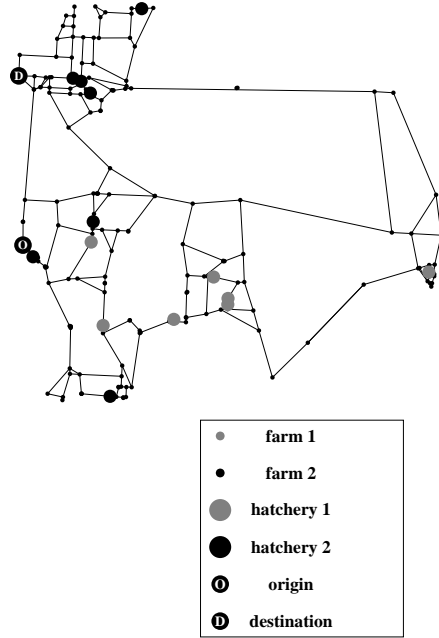 D
O
farm 1
farm 2
hatchery 1
hatchery 2
O origin
D destination